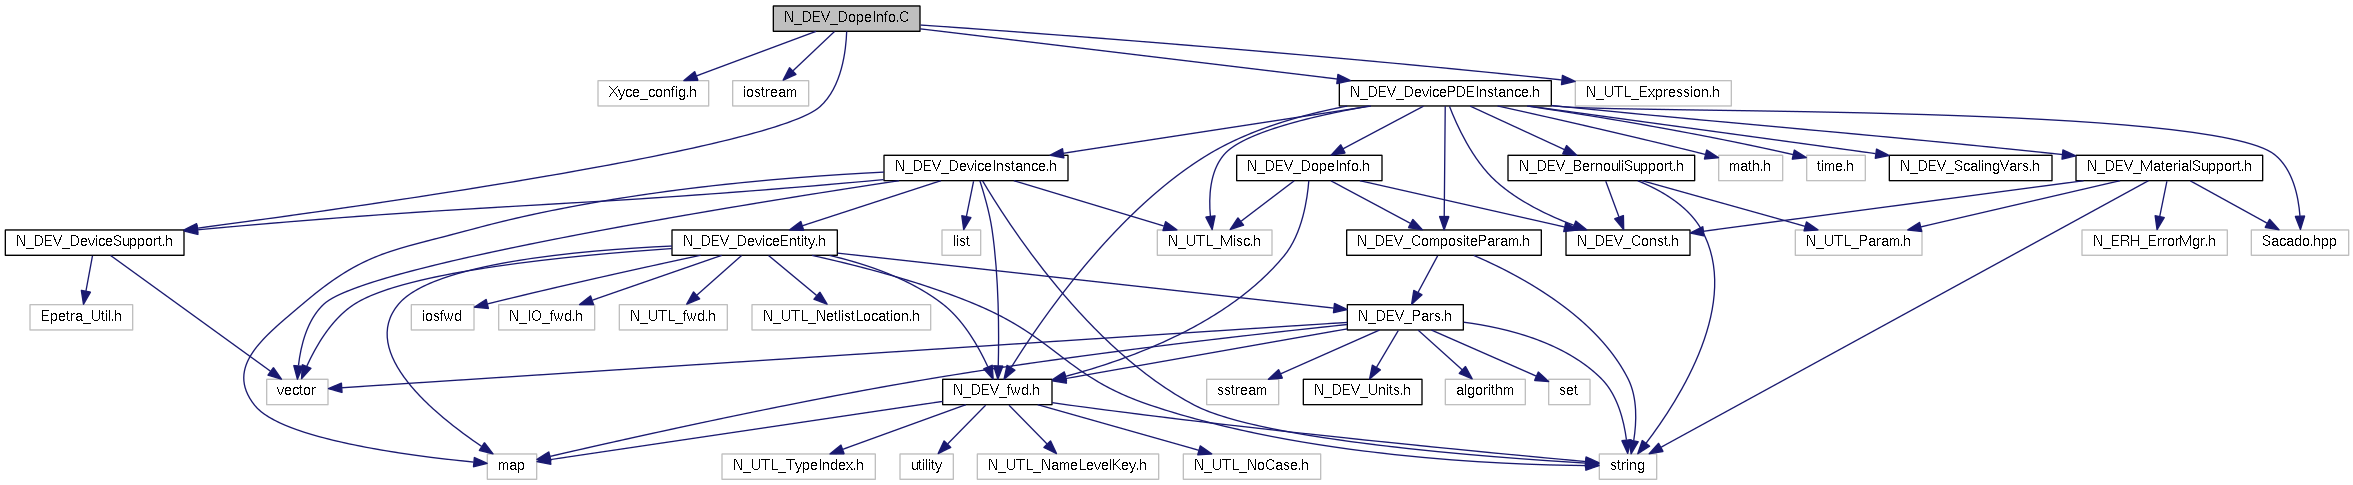 N_DEV_DopeInfo.C
Xyce_config.h
iostream
N_DEV_DevicePDEInstance.h
N_UTL_Expression.h
N_DEV_DeviceInstance.h
N_DEV_DopeInfo.h
N_DEV_BernouliSupport.h
math.h
time.h
N_DEV_ScalingVars.h
N_DEV_MaterialSupport.h
N_DEV_DeviceSupport.h
N_DEV_DeviceEntity.h
list
N_UTL_Misc.h
N_DEV_CompositeParam.h
N_DEV_Const.h
N_UTL_Param.h
N_ERH_ErrorMgr.h
Sacado.hpp
Epetra_Util.h
iosfwd
N_IO_fwd.h
N_UTL_fwd.h
N_UTL_NetlistLocation.h
N_DEV_Pars.h
vector
N_DEV_fwd.h
sstream
N_DEV_Units.h
algorithm
set
map
N_UTL_TypeIndex.h
utility
N_UTL_NameLevelKey.h
N_UTL_NoCase.h
string